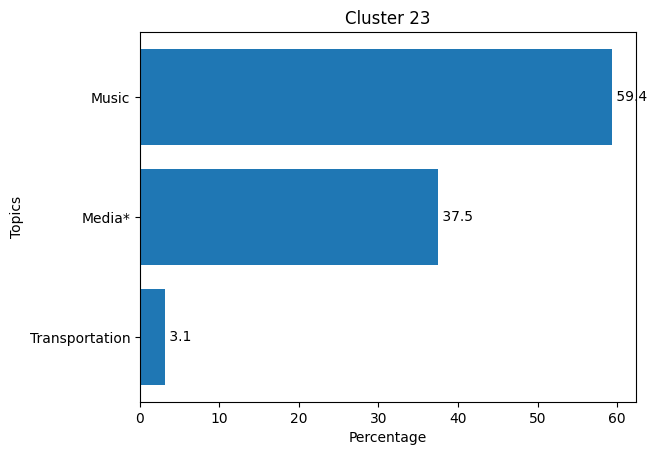 Cluster 23
Topics
Music
59.4
Media*
37.5
Transportation
3.1
0 10 20 30 40 50 60
Percentage